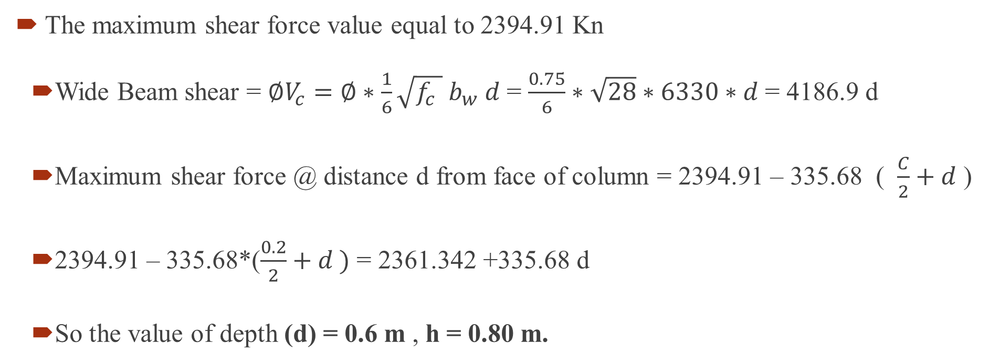 The maximum shear force value equal to 2394.91 Kn
Wide Beam shear = ∅V_c = ∅ * 1/6 √f_c b_w d = 0.75/6 * √28 * 6330 * d = 4186.9 d
Maximum shear force @ distance d from face of column = 2394.91 – 335.68 ( C/2 + d )
2394.91 – 335.68*(0.2/2 + d ) = 2361.342 +335.68 d
So the value of depth (d) = 0.6 m , h = 0.80 m.